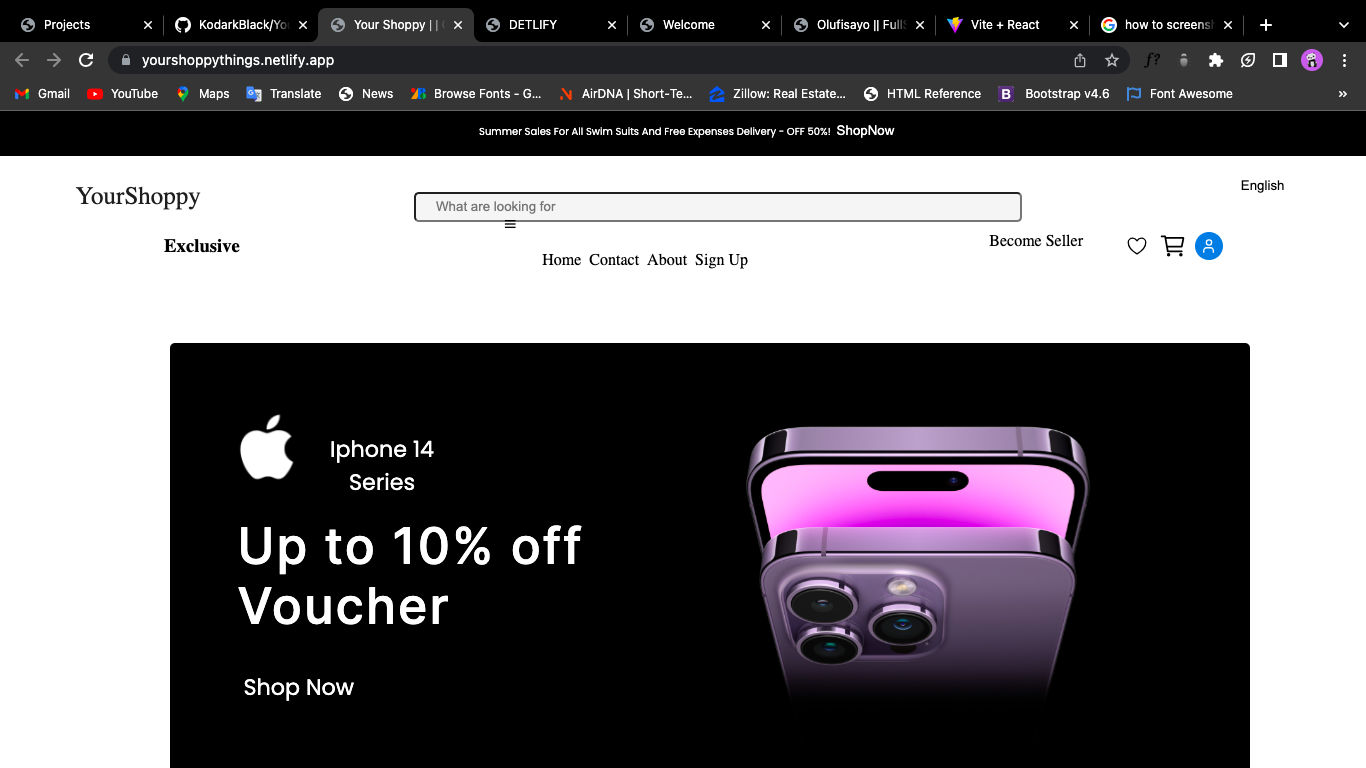 Projects
KodarkBlack/You
Your Shoppy || 
DETLIFY
Welcome
Olufisayo || Full
Vite + React
how to screensh
yourshoppythings.netlify.app
f?
Gmail
YouTube
Maps
Translate
News
Browse Fonts - G...
AirDNA | Short-Te...
Zillow: Real Estate...
HTML Reference
B
Bootstrap v4.6
Font Awesome
»
Summer Sales For All Swim Suits And Free Expenses Delivery - OFF 50%! ShopNow
English
YourShoppy
What are looking for
Exclusive
Become Seller
Home Contact About Sign Up
Iphone 14
Series
Up to 10% off
Voucher
Shop Now